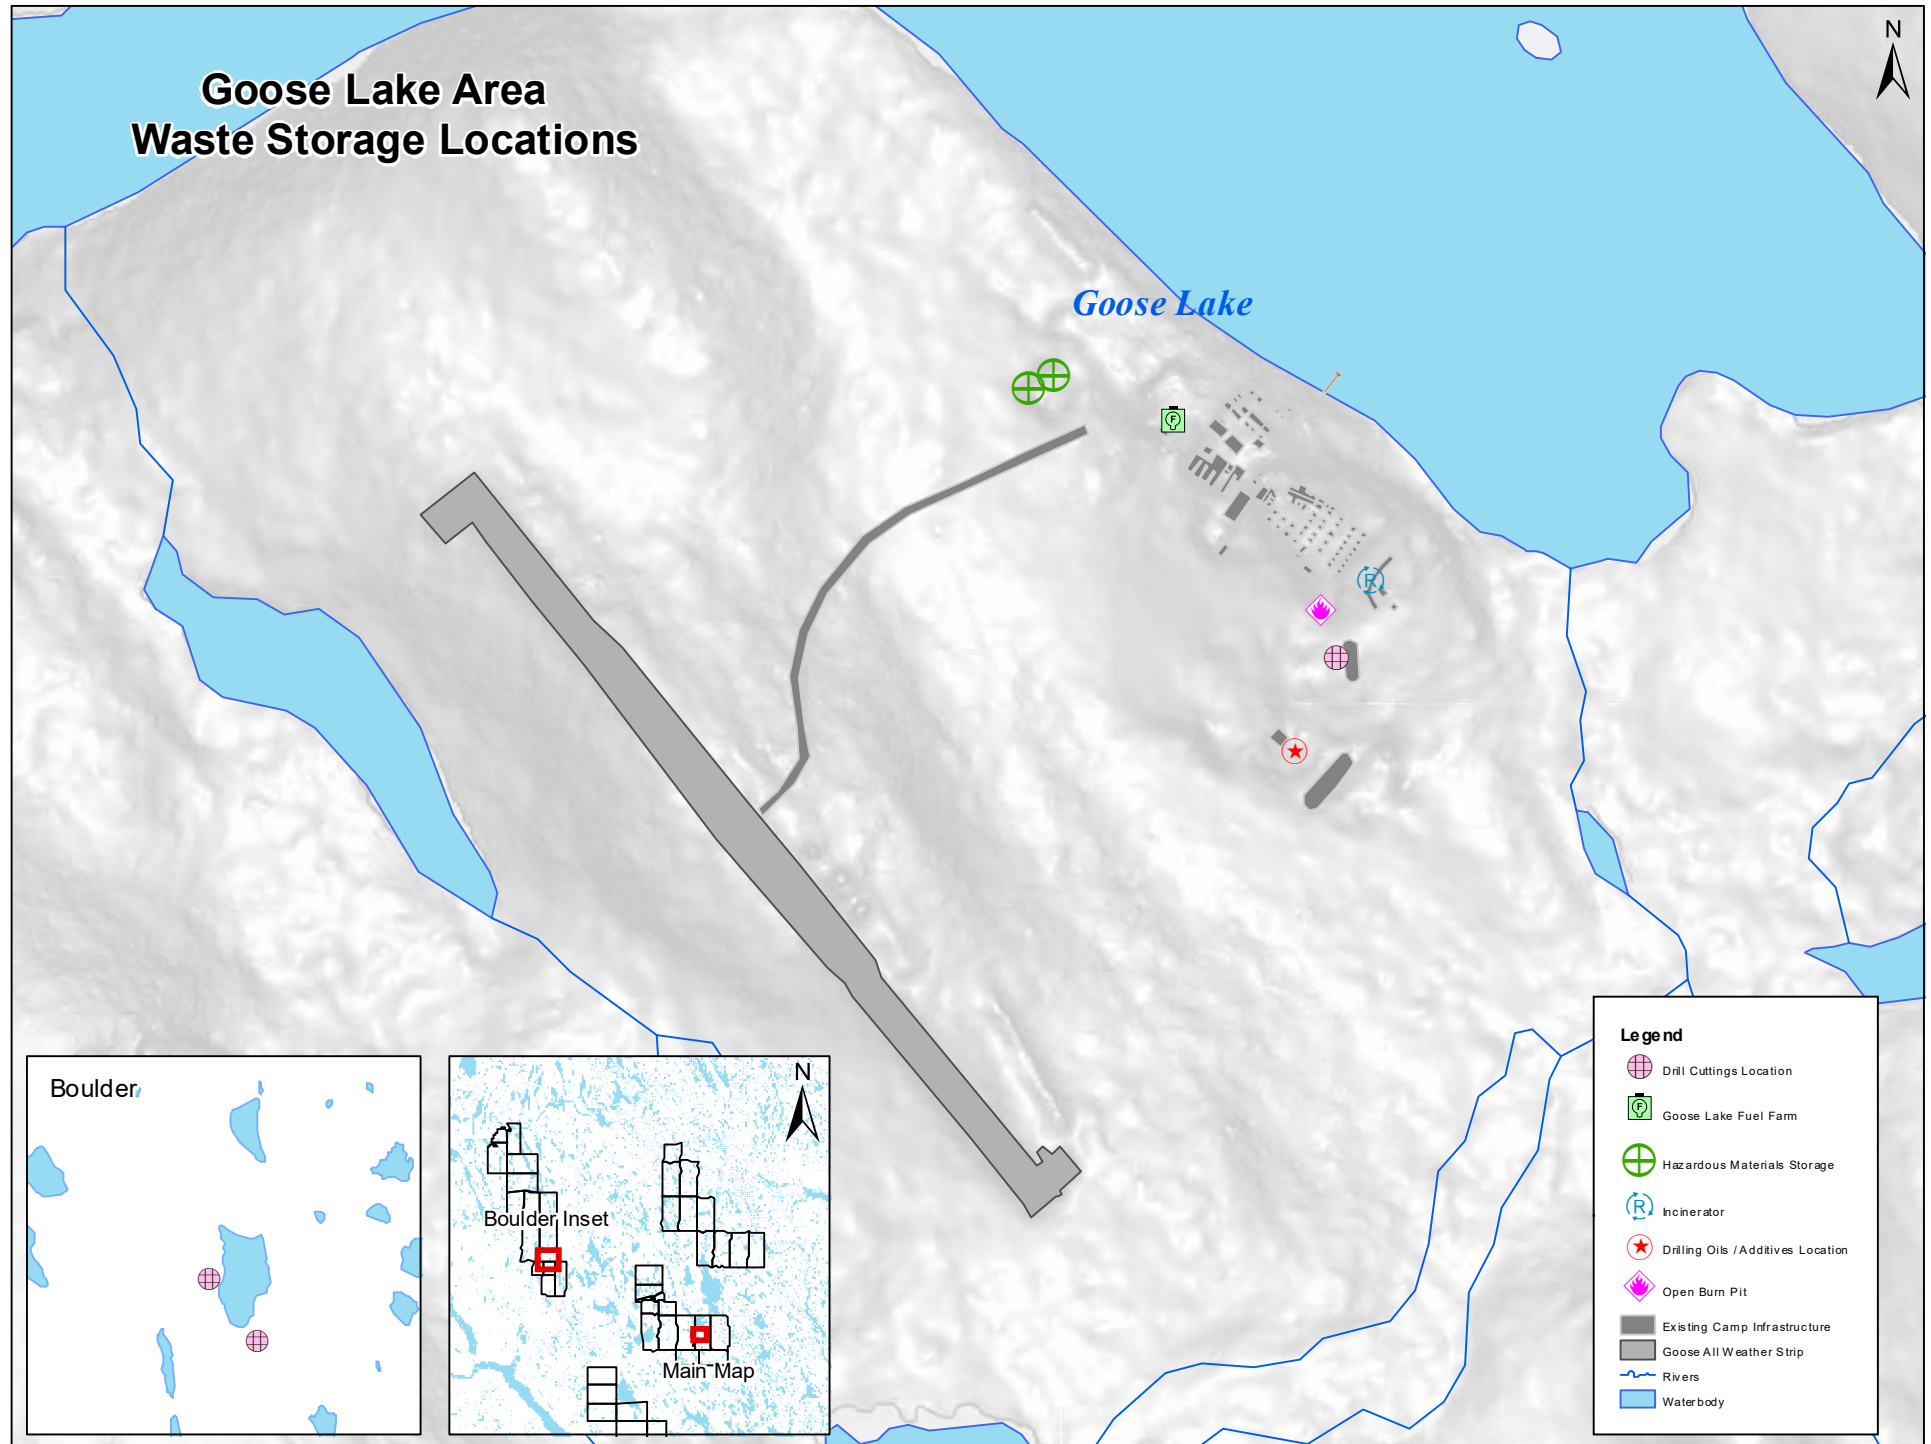 Goose Lake Area
Waste Storage Locations
N
Goose Lake
F
R
Boulder
N
Boulder Inset
Main Map
Legend
Drill Cuttings Location
F
Goose Lake Fuel Farm
Hazardous Materials Storage
R
Incinerator
Drilling Oils / Additives Location
Open Burn Pit
Existing Camp Infrastructure
Goose All Weather Strip
Rivers
Waterbody